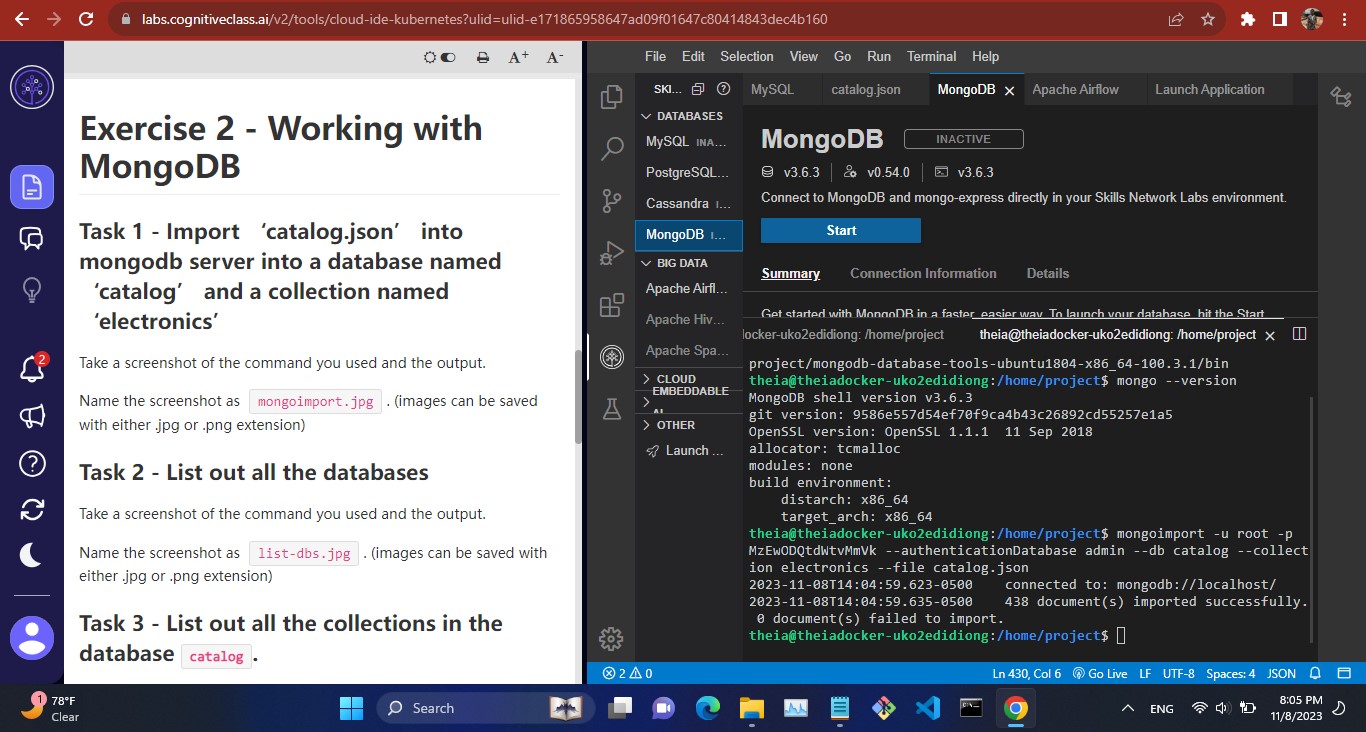 labs.cognitiveclass.ai/v2/tools/cloud-ide-kubernetes?ulid=ulid-e171865958647ad09f01647c80414843dec4b160
A+ A-
Exercise 2 - Working with
MongoDB
Task 1 - Import ‘catalog.json’ into
mongodb server into a database named
‘catalog’ and a collection named
‘electronics’
Take a screenshot of the command you used and the output.
Name the screenshot as mongoimport.jpg . (images can be saved
with either .jpg or .png extension)
Task 2 - List out all the databases
Take a screenshot of the command you used and the output.
Name the screenshot as list-dbs.jpg . (images can be saved with
either .jpg or .png extension)
Task 3 - List out all the collections in the
database catalog .
2
File Edit Selection View Go Run Terminal Help
SKI...
DATABASES
MySQL INA...
PostgreSQL...
Cassandra I...
MongoDB I...
BIG DATA
Apache Airfl...
Apache Hiv...
Apache Spa...
CLOUD
EMBEDDABLE
AI
OTHER
Launch ...
MySQL catalog.json MongoDB Apache Airflow Launch Application
MongoDB INACTIVE
v3.6.3 v0.54.0 v3.6.3
Connect to MongoDB and mongo-express directly in your Skills Network Labs environment.
Start
Summary Connection Information Details
Get started with MongoDB in a faster, easier way. To launch your database, hit the Start
ocker-uko2edidiong: /home/project theia@theiadocker-uko2edidiong: /home/project
project/mongodb-database-tools-ubuntu1804-x86_64-100.3.1/bin
theia@theiadocker-uko2edidiong:/home/project$ mongo --version
MongoDB shell version v3.6.3
git version: 9586e557d54ef70f9ca4b43c26892cd55257e1a5
OpenSSL version: OpenSSL 1.1.1 11 Sep 2018
allocator: tcmalloc
modules: none
build environment:
distarch: x86_64
target_arch: x86_64
theia@theiadocker-uko2edidiong:/home/project$ mongoimport -u root -p
MzEwODQtdWtvMmVk --authenticationDatabase admin --db catalog --collect
ion electronics --file catalog.json
2023-11-08T14:04:59.623-0500 connected to: mongodb://localhost/
2023-11-08T14:04:59.635-0500 438 document(s) imported successfully.
0 document(s) failed to import.
theia@theiadocker-uko2edidiong:/home/project$
2 0 Ln 430, Col 6 Go Live LF UTF-8 Spaces: 4 JSON
1 78°F
Clear
Search
ENG
8:05 PM
11/8/2023